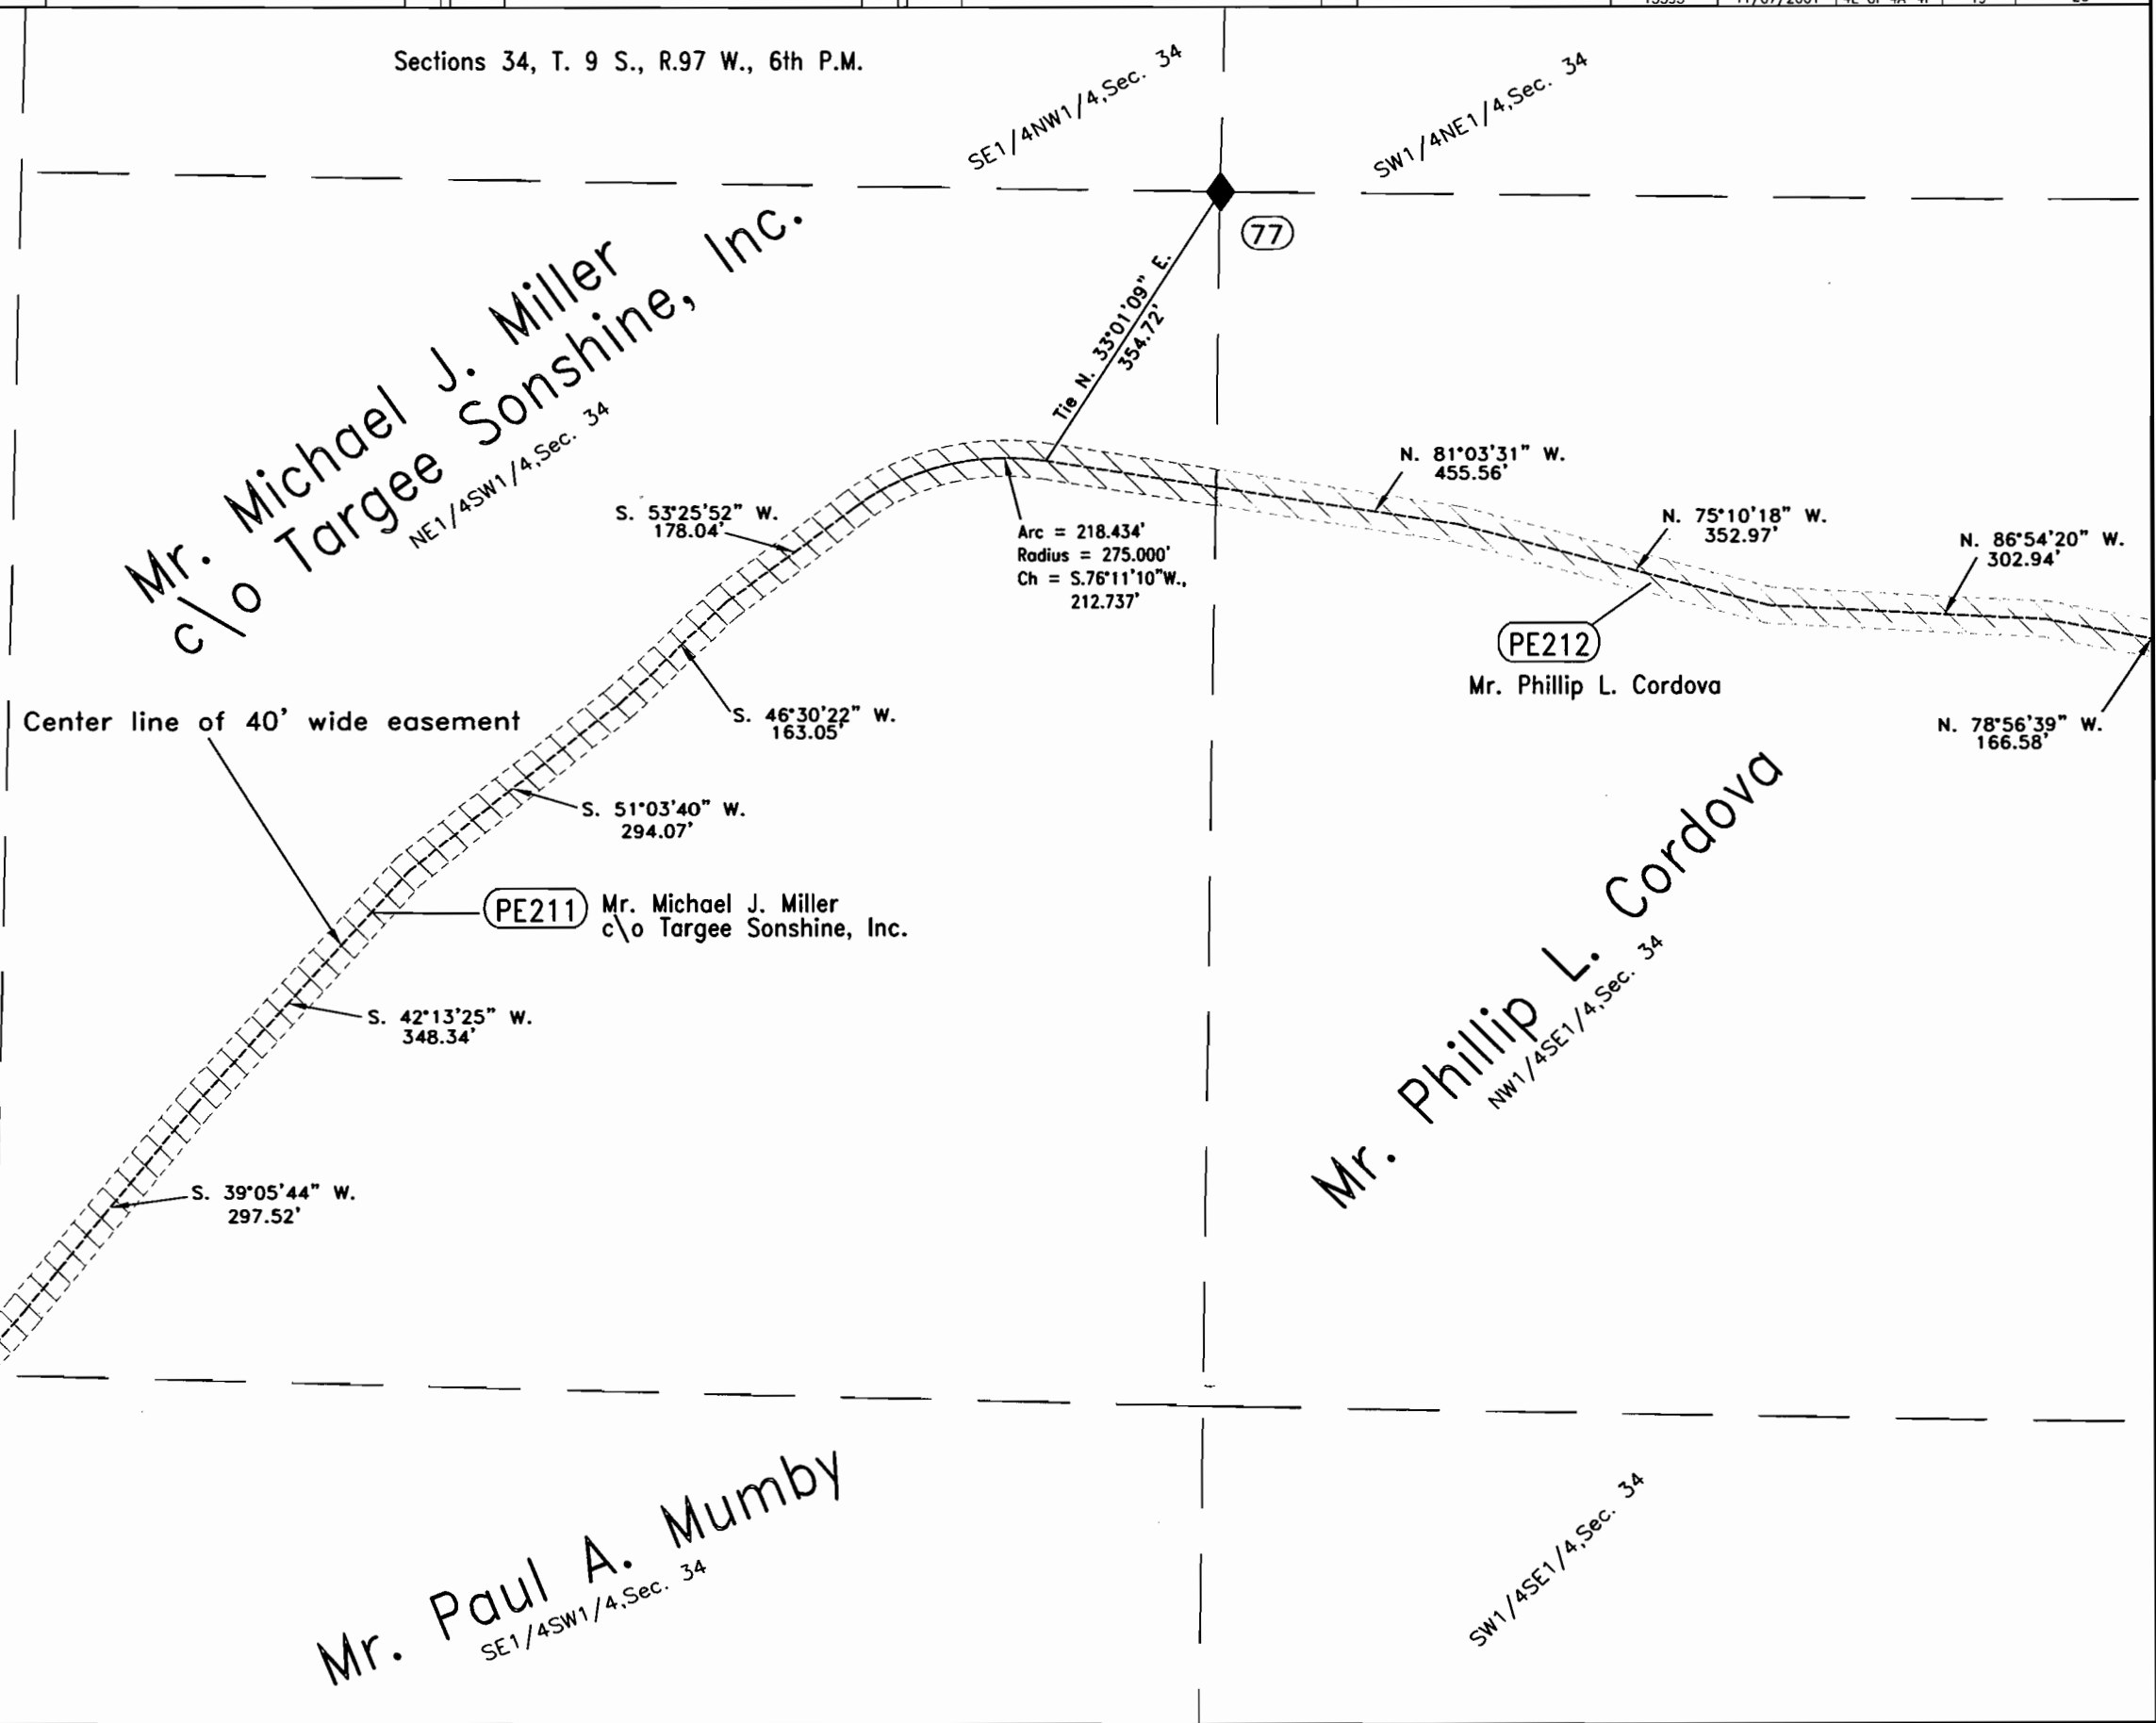 Sections 34, T. 9 S., R.97 W., 6th P.M.
SE1/4NW1/4,Sec. 34
SW1/4NE1/4,Sec. 34
77
Tie N. 33°01'09" E.
354.72'
Mr. Michael J. Miller
c\o Targee Sonshine, Inc.
NE1/4SW1/4,Sec. 34
N. 81°03'31" W.
455.56'
S. 53°25'52" W.
178.04'
Arc = 218.434'
Radius = 275.000'
Ch = S.76°11'10"W.,
212.737'
N. 75°10'18" W.
352.97'
N. 86°54'20" W.
302.94'
PE212
Mr. Phillip L. Cordova
Center line of 40' wide easement
S. 46°30'22" W.
163.05'
N. 78°56'39" W.
166.58'
S. 51°03'40" W.
294.07'
PE211
Mr. Michael J. Miller
c\o Targee Sonshine, Inc.
Mr. Phillip L. Cordova
NW1/4SE1/4,Sec. 34
S. 42°13'25" W.
348.34'
S. 39°05'44" W.
297.52'
Mr. Paul A. Mumby
SE1/4SW1/4,Sec. 34
SW1/4SE1/4,Sec. 34